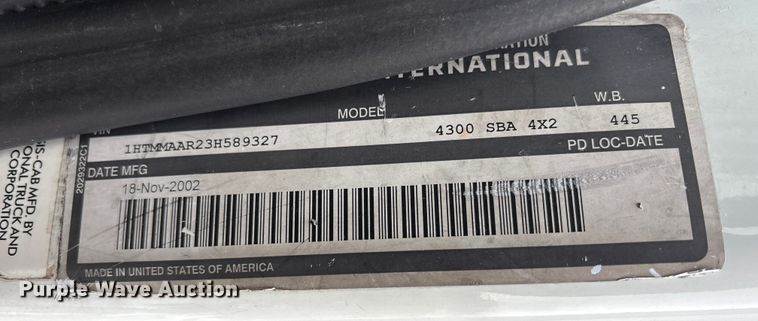 INTERNATIONAL
MODEL W.B.
VIN
1HTMMAAR23H589327 4300 SBA 4X2 445
DATE MFG PD LOC-DATE
18-Nov-2002
MADE IN UNITED STATES OF AMERICA
2029322C1
IS-CAB MFD. BY
ONAL TRUCK AND
CORPORATION
Purple Wave Auction